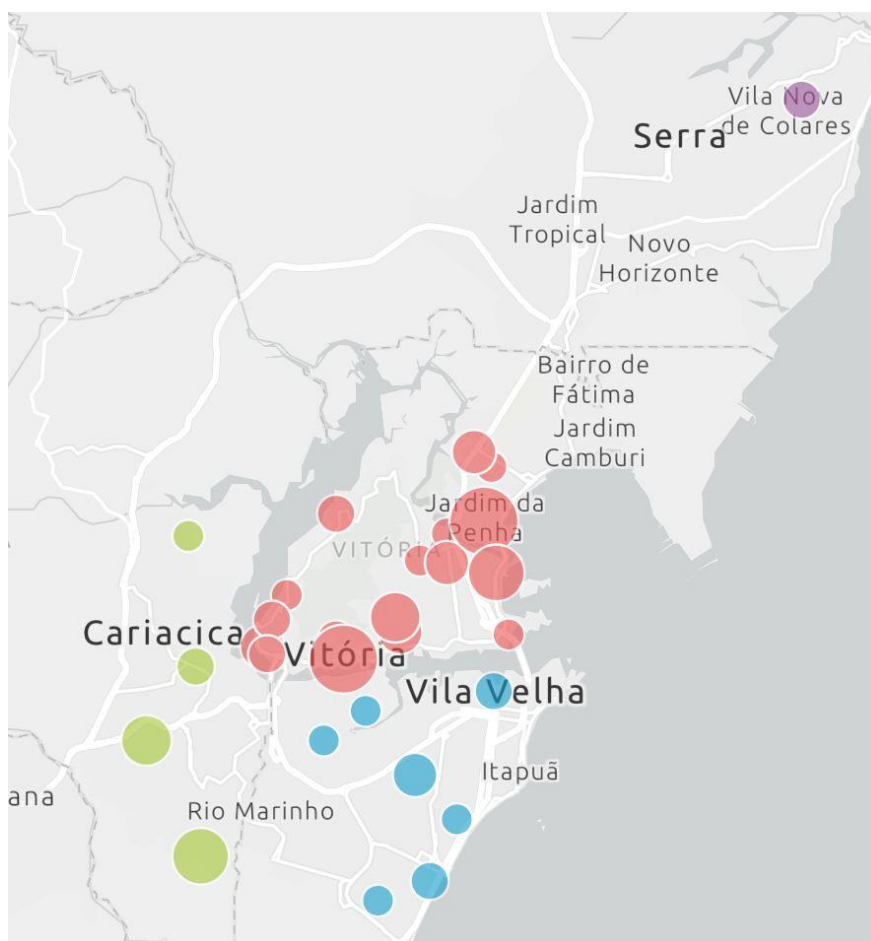 Vila Nova
de Colares
Serra
Jardim
Tropical
Novo
Horizonte
Bairro de
Fátima
Jardim
Camburi
Jardim da
Penha
VITÓRIA
Cariacica
Vitória
Vila Velha
Itapuã
ana
Rio Marinho